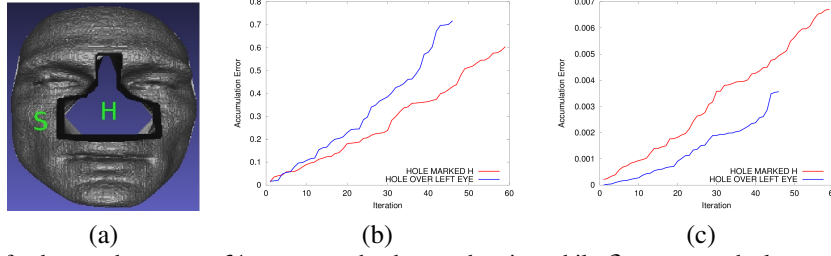 S
H
0.8
0.7
0.6
0.5
0.4
0.3
0.2
0.1
0
Accumulation Error
0 10 20 30 40 50 60
Iteration
HOLE MARKED H
HOLE OVER LEFT EYE
0.007
0.006
0.005
0.004
0.003
0.002
0.001
0
Accumulation Error
0 10 20 30 40 50 60
Iteration
HOLE MARKED H
HOLE OVER LEFT EYE
(a) (b) (c)